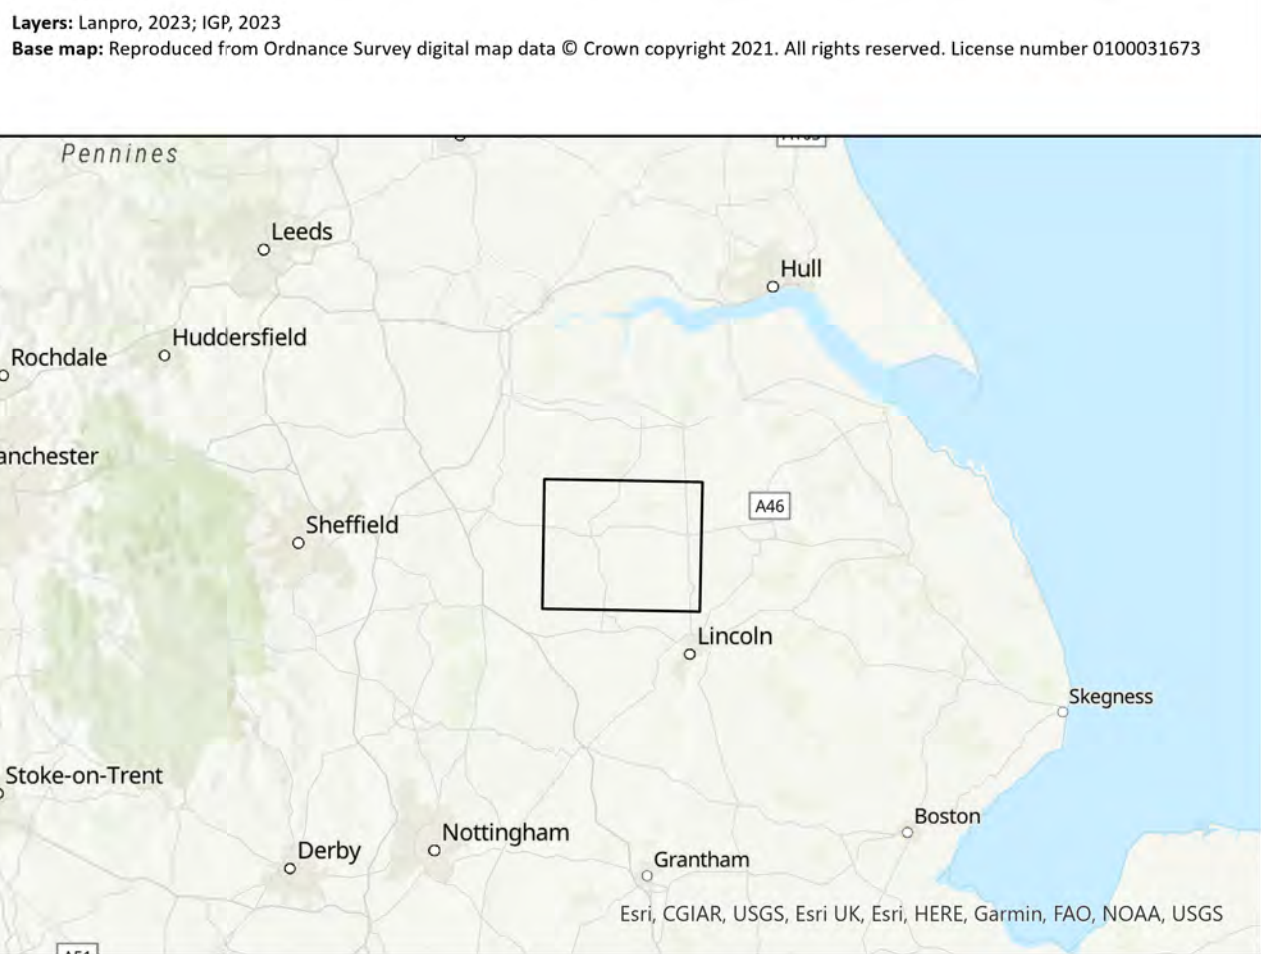 Layers: Lanpro, 2023; IGP, 2023
Base map: Reproduced from Ordnance Survey digital map data © Crown copyright 2021. All rights reserved. License number 0100031673
Pennines
Leeds
Hull
Huddersfield
Rochdale
anchester
A46
Sheffield
Lincoln
Skegness
Stoke-on-Trent
Boston
Nottingham
Derby
Grantham
Esri, CGIAR, USGS, Esri UK, Esri, HERE, Garmin, FAO, NOAA, USGS